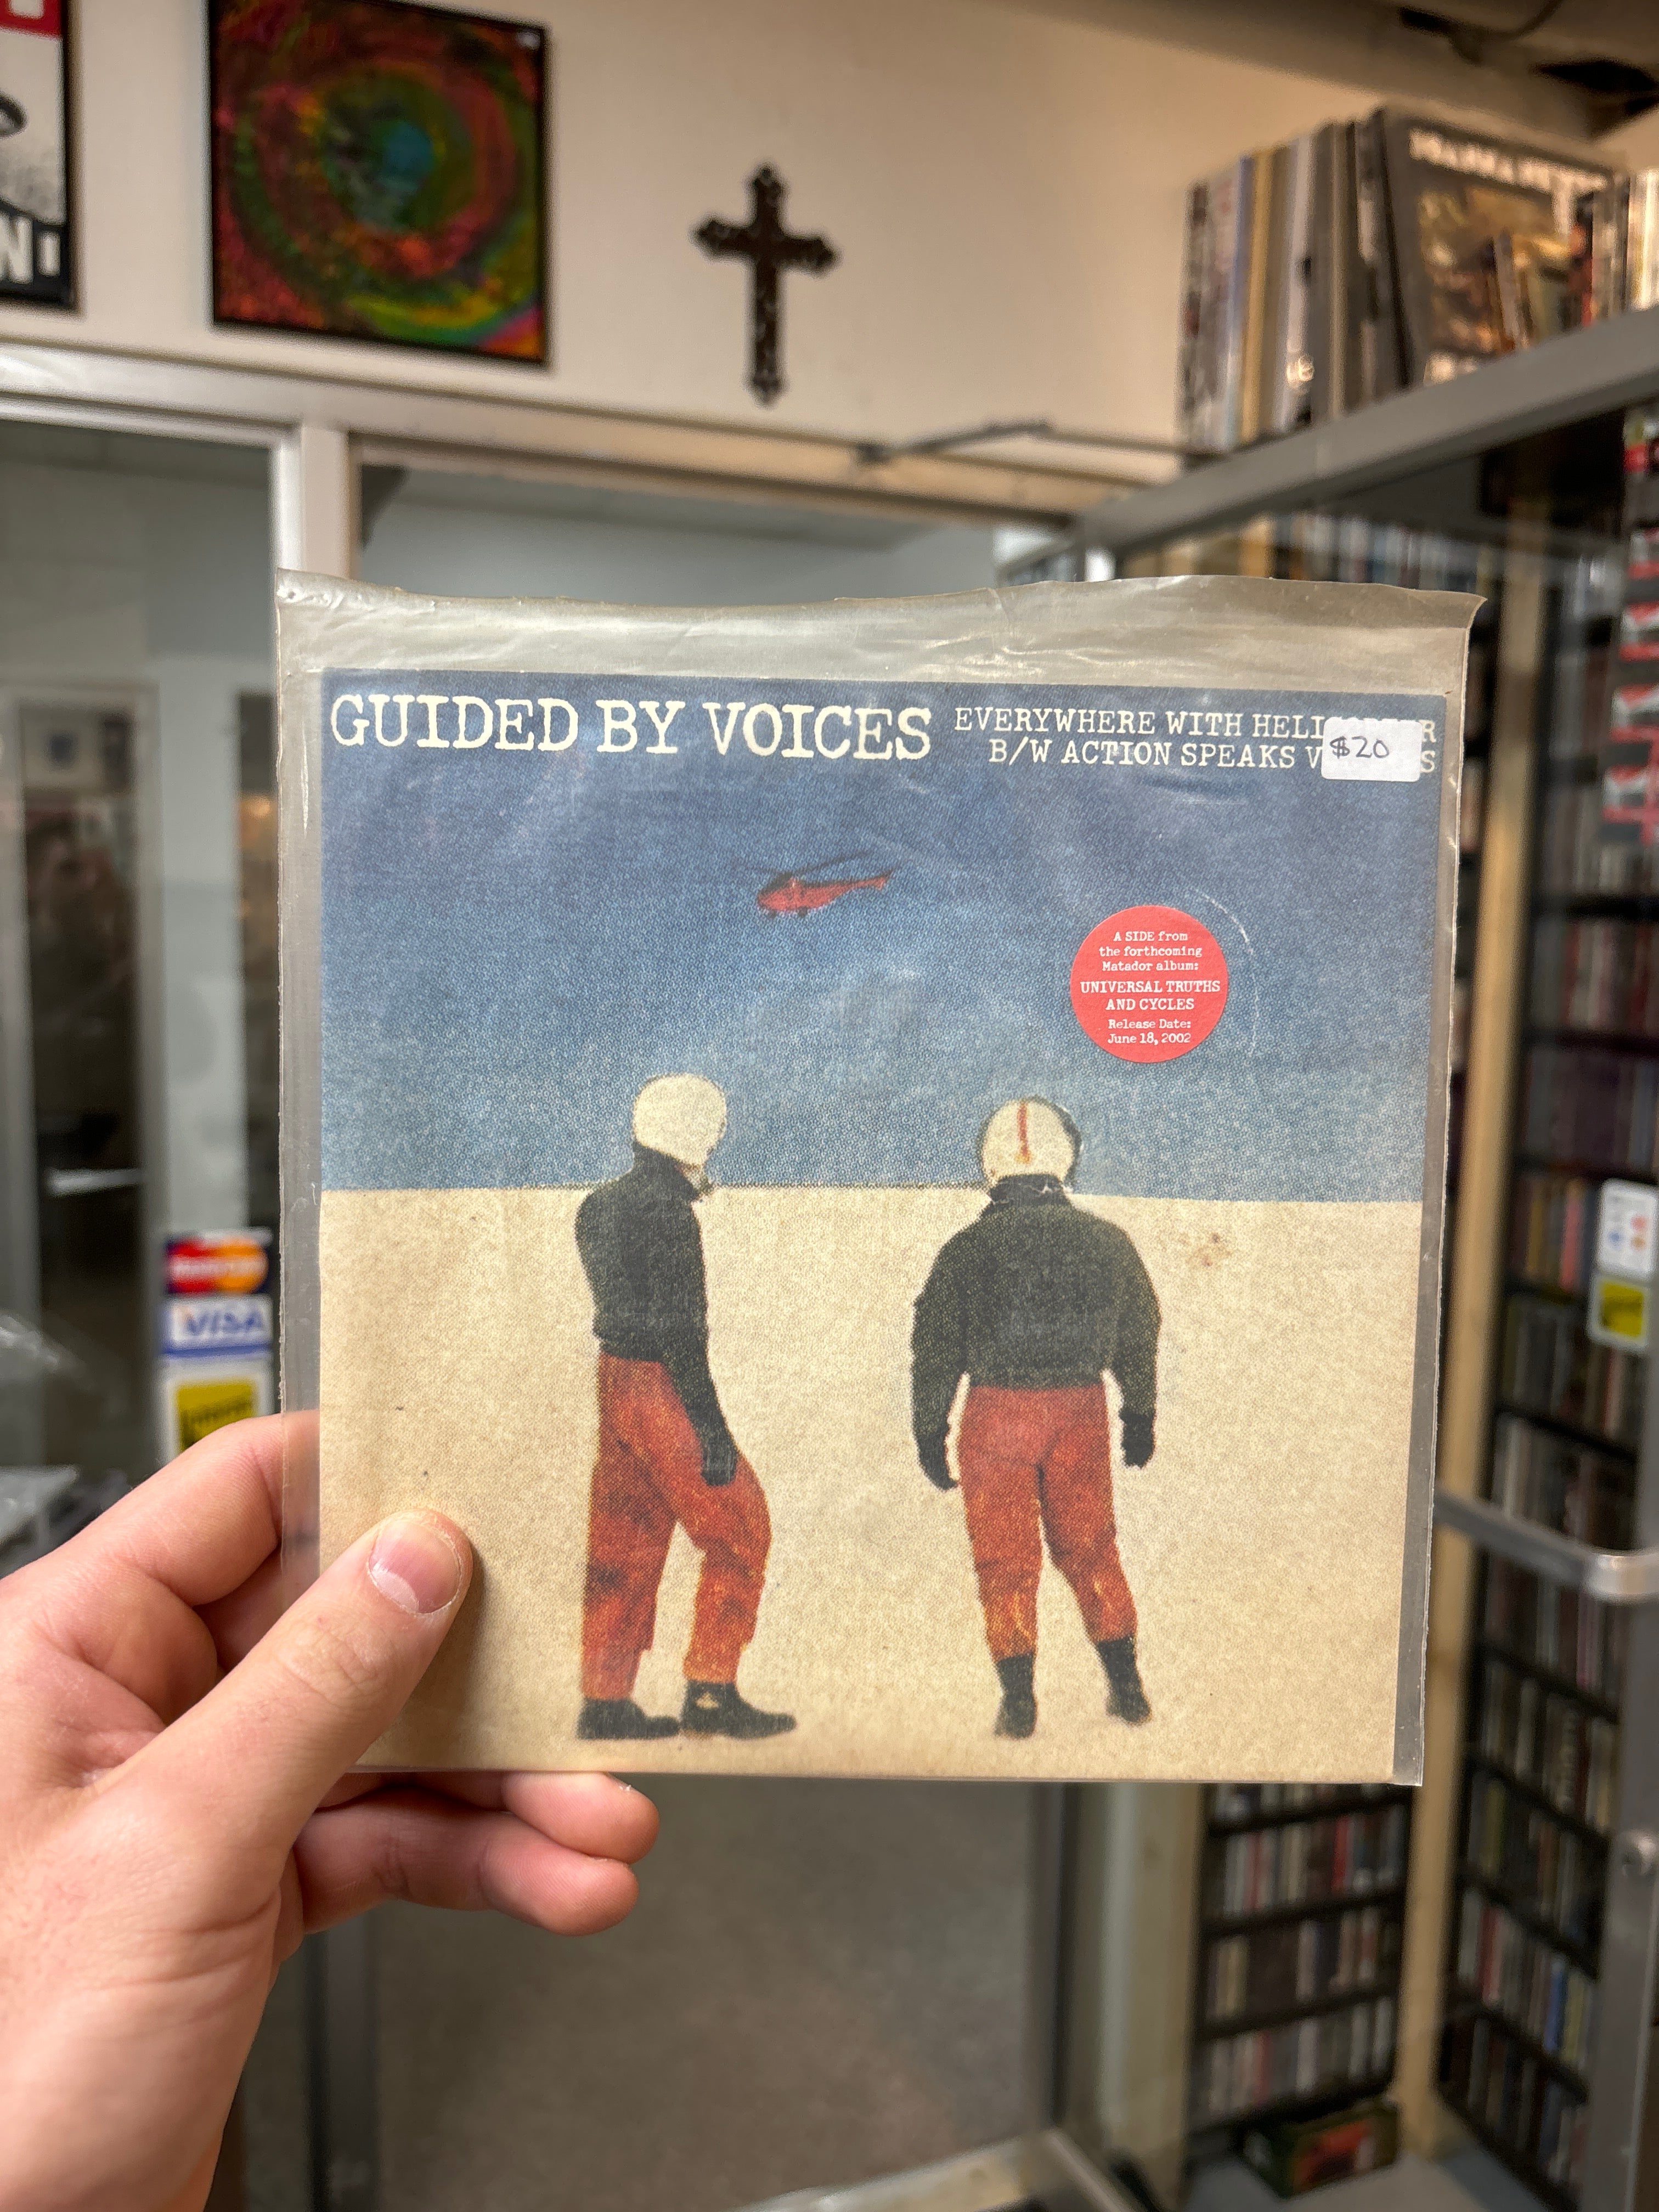 GUIDED BY VOICES
EVERYWHERE WITH
B/W ACTION SPEAKS
$20
A SIDE from
the forthcoming
Matador album:
UNIVERSAL TRUTHS
AND CYCLES
Release Date:
June 18, 2002
MasterCard
VISA